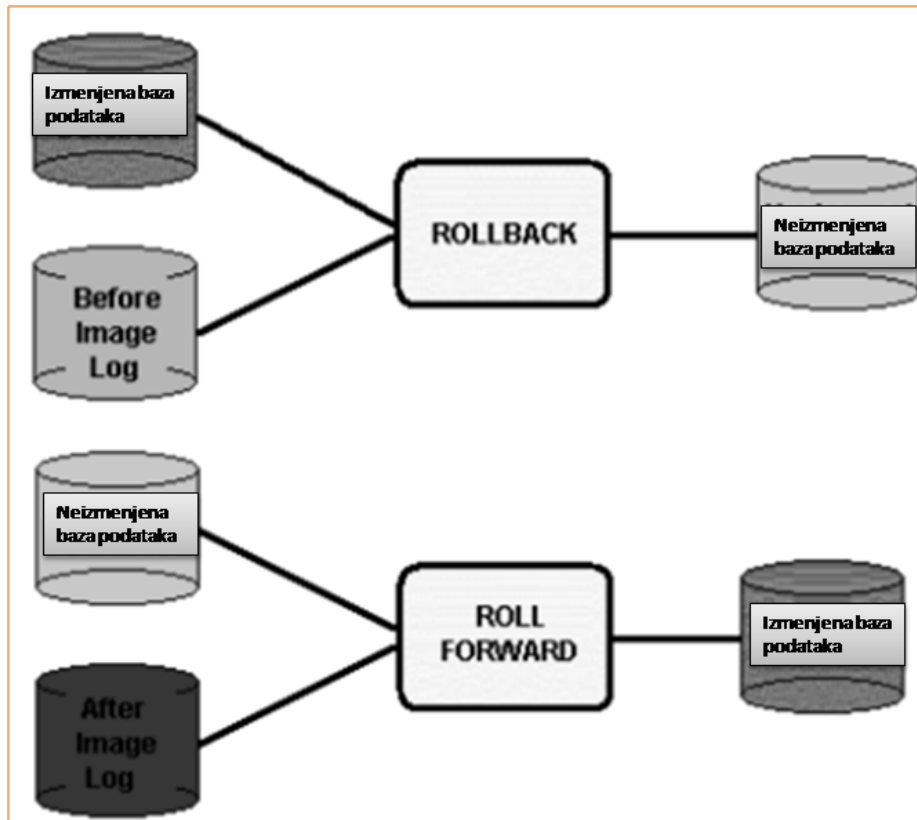 Izmenjena baza
podataka
Before
Image
Log
ROLLBACK
Neizmenjena
baza podataka
Neizmenjena
baza podataka
After
Image
Log
ROLL
FORWARD
Izmenjena baza
podataka